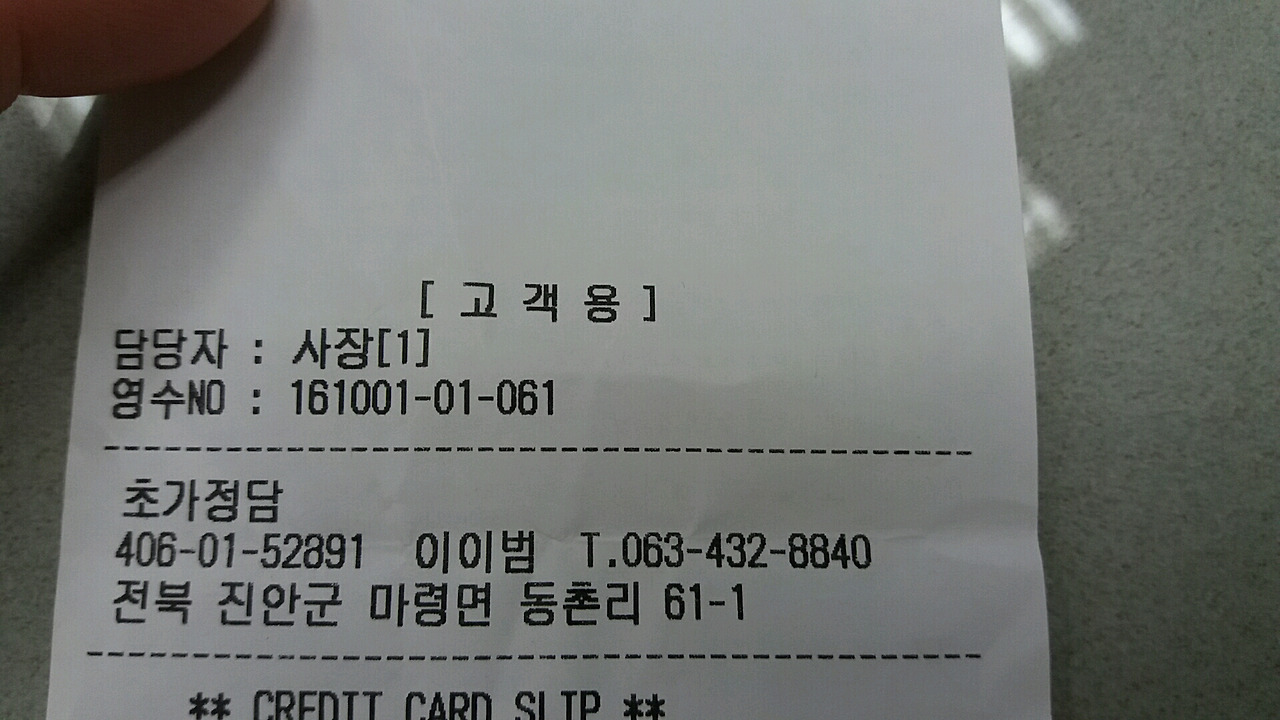 [ 고 객 용 ]
담당자 : 사장[1]
영수NO : 161001-01-061
초가정담
406-01-52891 이이범 T.063-432-8840
전북 진안군 마령면 동촌리 61-1
** CREDIT CARD SLIP **